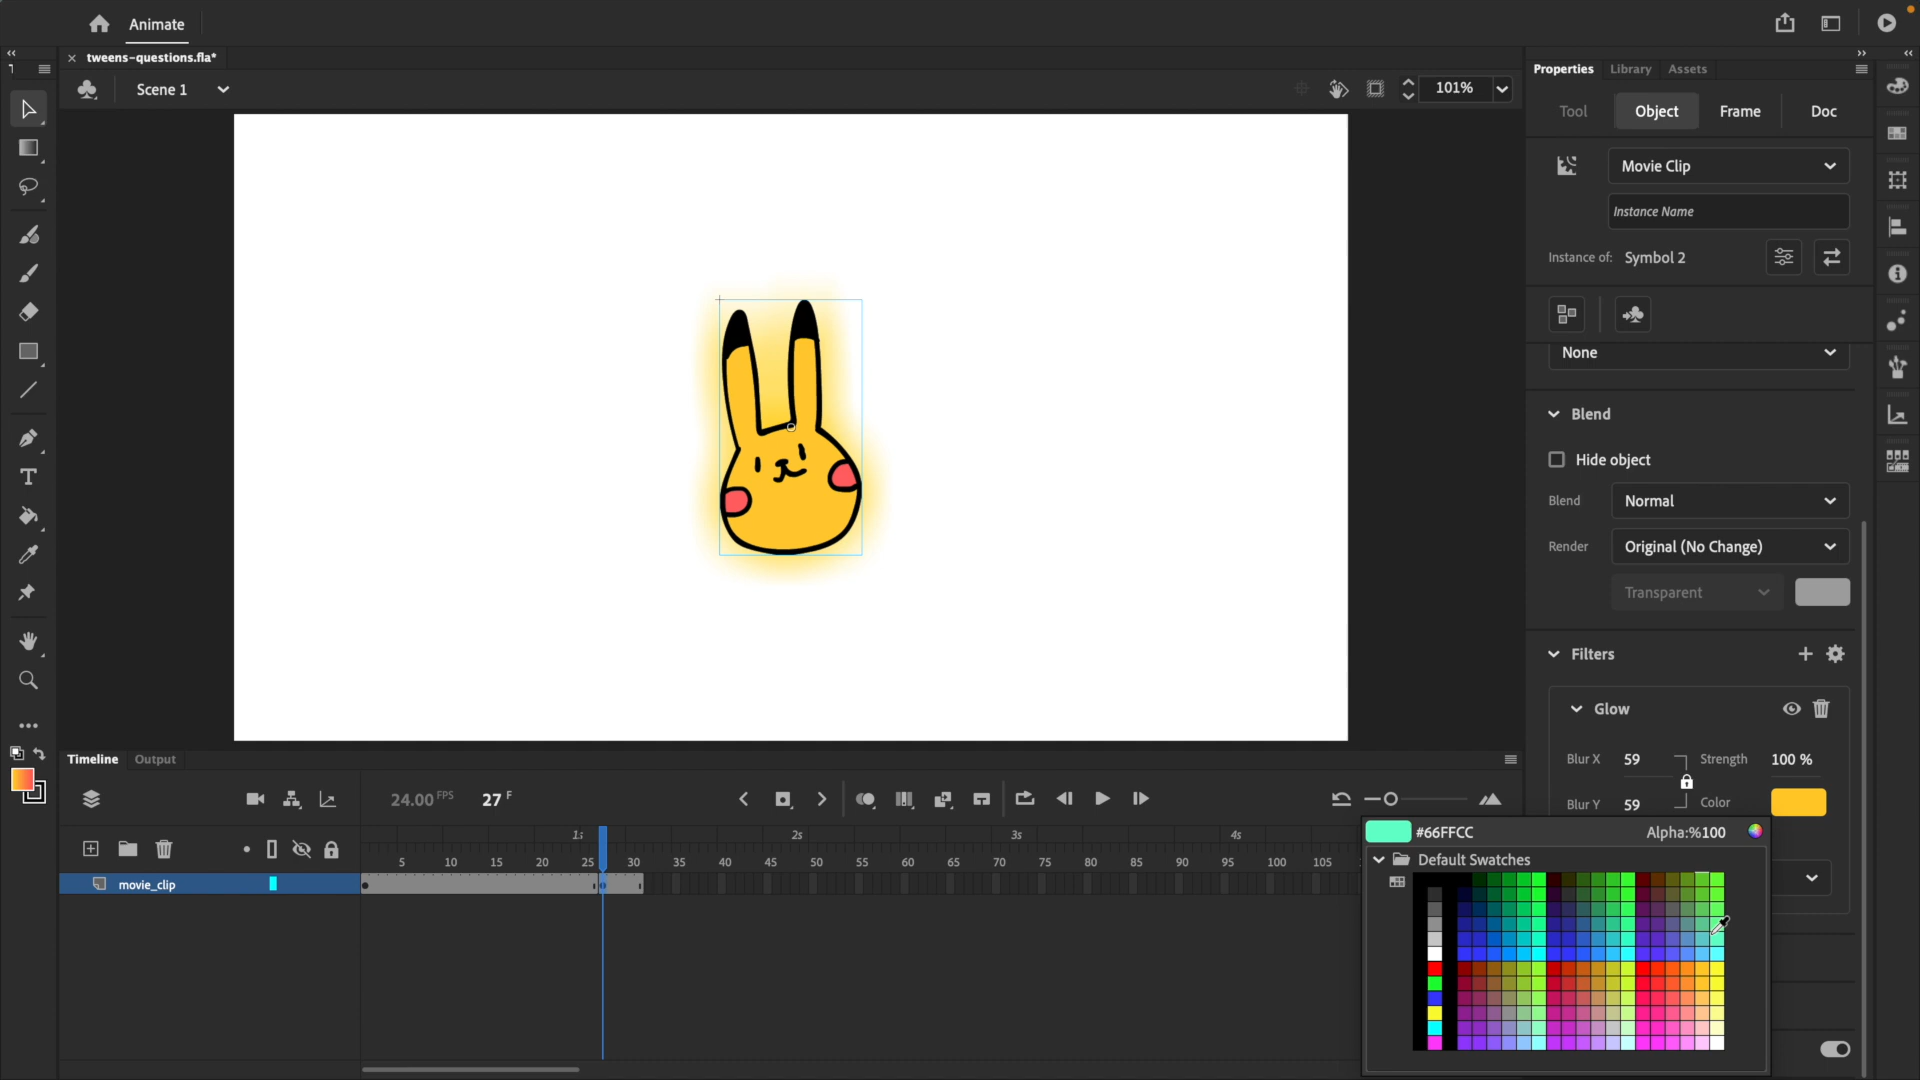 Animate
tweens-questions.fla*
Scene 1
101%
Properties Library Assets
Tool Object Frame Doc
Movie Clip
Instance Name
Instance of: Symbol 2
None
Blend
Hide object
Blend Normal
Render Original (No Change)
Transparent
Filters
Glow
Blur X 59 Strength 100 %
Blur Y 59 Color
#66FFCC Alpha:%100
Default Swatches
Timeline Output
24.00 FPS 27 F
1s 2s 3s 4s
5 10 15 20 25 30 35 40 45 50 55 60 65 70 75 80 85 90 95 100 105
movie_clip